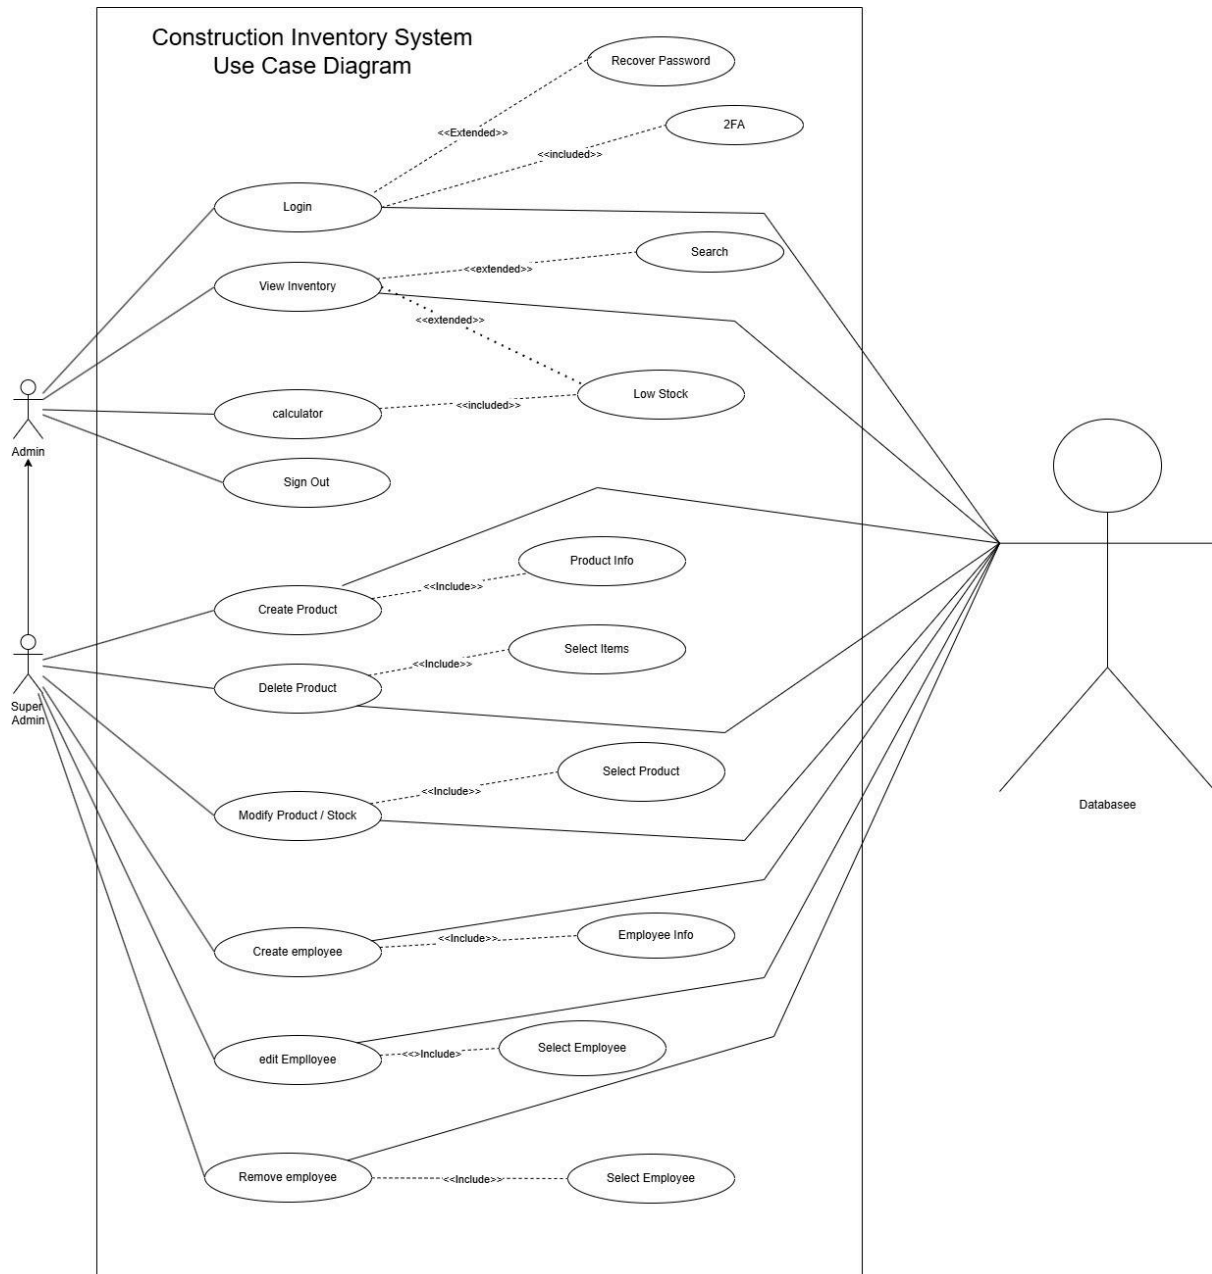 Construction Inventory System
Use Case Diagram
Recover Password
<<Extended>>
2FA
<<included>>
Login
Search
<<extended>>
View Inventory
<<extended>>
Low Stock
<<included>>
calculator
Admin
Sign Out
Product Info
<<Include>>
Create Product
Select Items
<<Include>>
Delete Product
Super
Admin
Select Product
<<Include>>
Modify Product / Stock
Databasee
Employee Info
<<Include>>
Create employee
Select Employee
<<>Include>
edit Emplloyee
Remove employee
<<Include>>
Select Employee